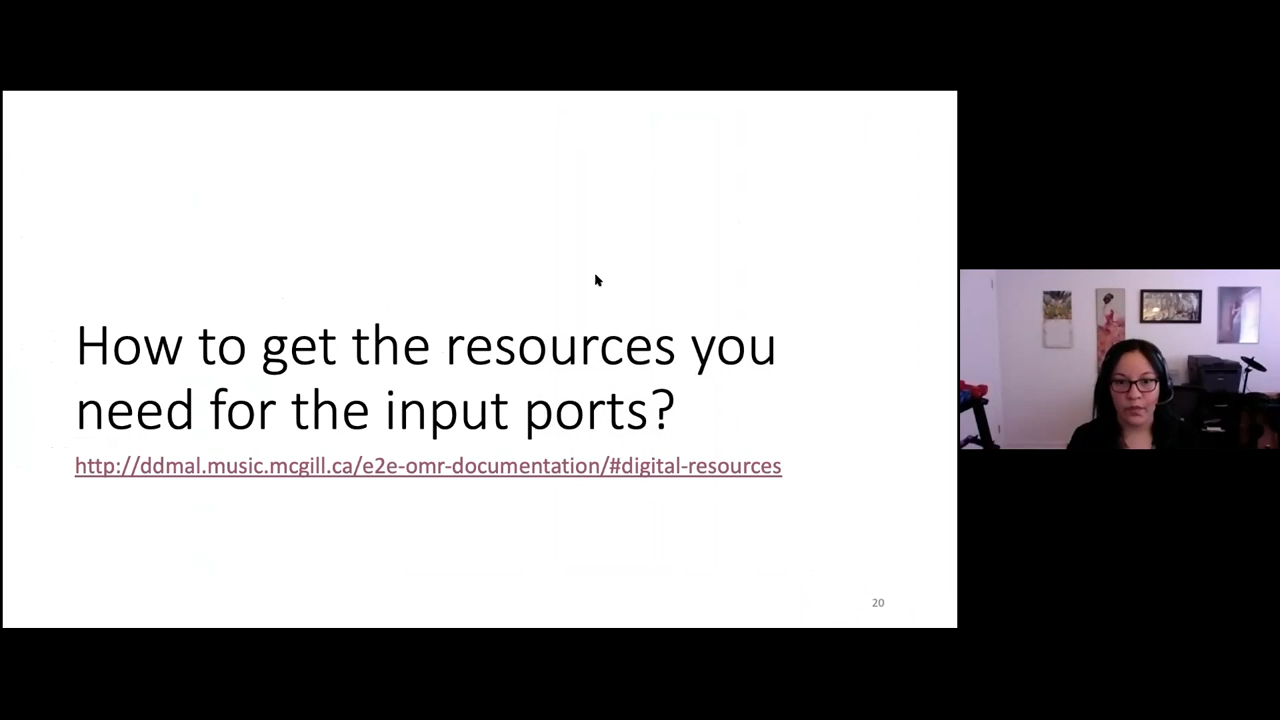 How to get the resources you
need for the input ports?
http://ddmal.music.mcgill.ca/e2e-omr-documentation/#digital-resources
20